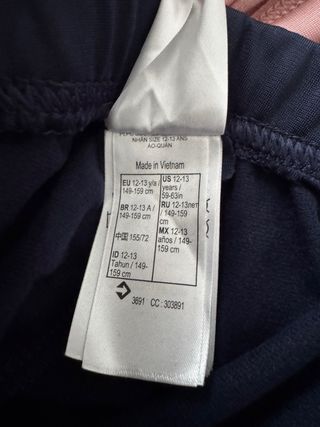 NHÃN SIZE 12-13 ANS
ÁO-QUẦN
Made in Vietnam
EU 12-13 y/a /
149-159 cm
BR 12-13 A /
149-159 cm
中国 155/72
ID 12-13
Tahun / 149-
159 cm
US 12-13
years /
59-63in
RU 12-13лет
/ 149-159
cm
MX 12-13
años / 149-
159 cm
3691 CC : 303891